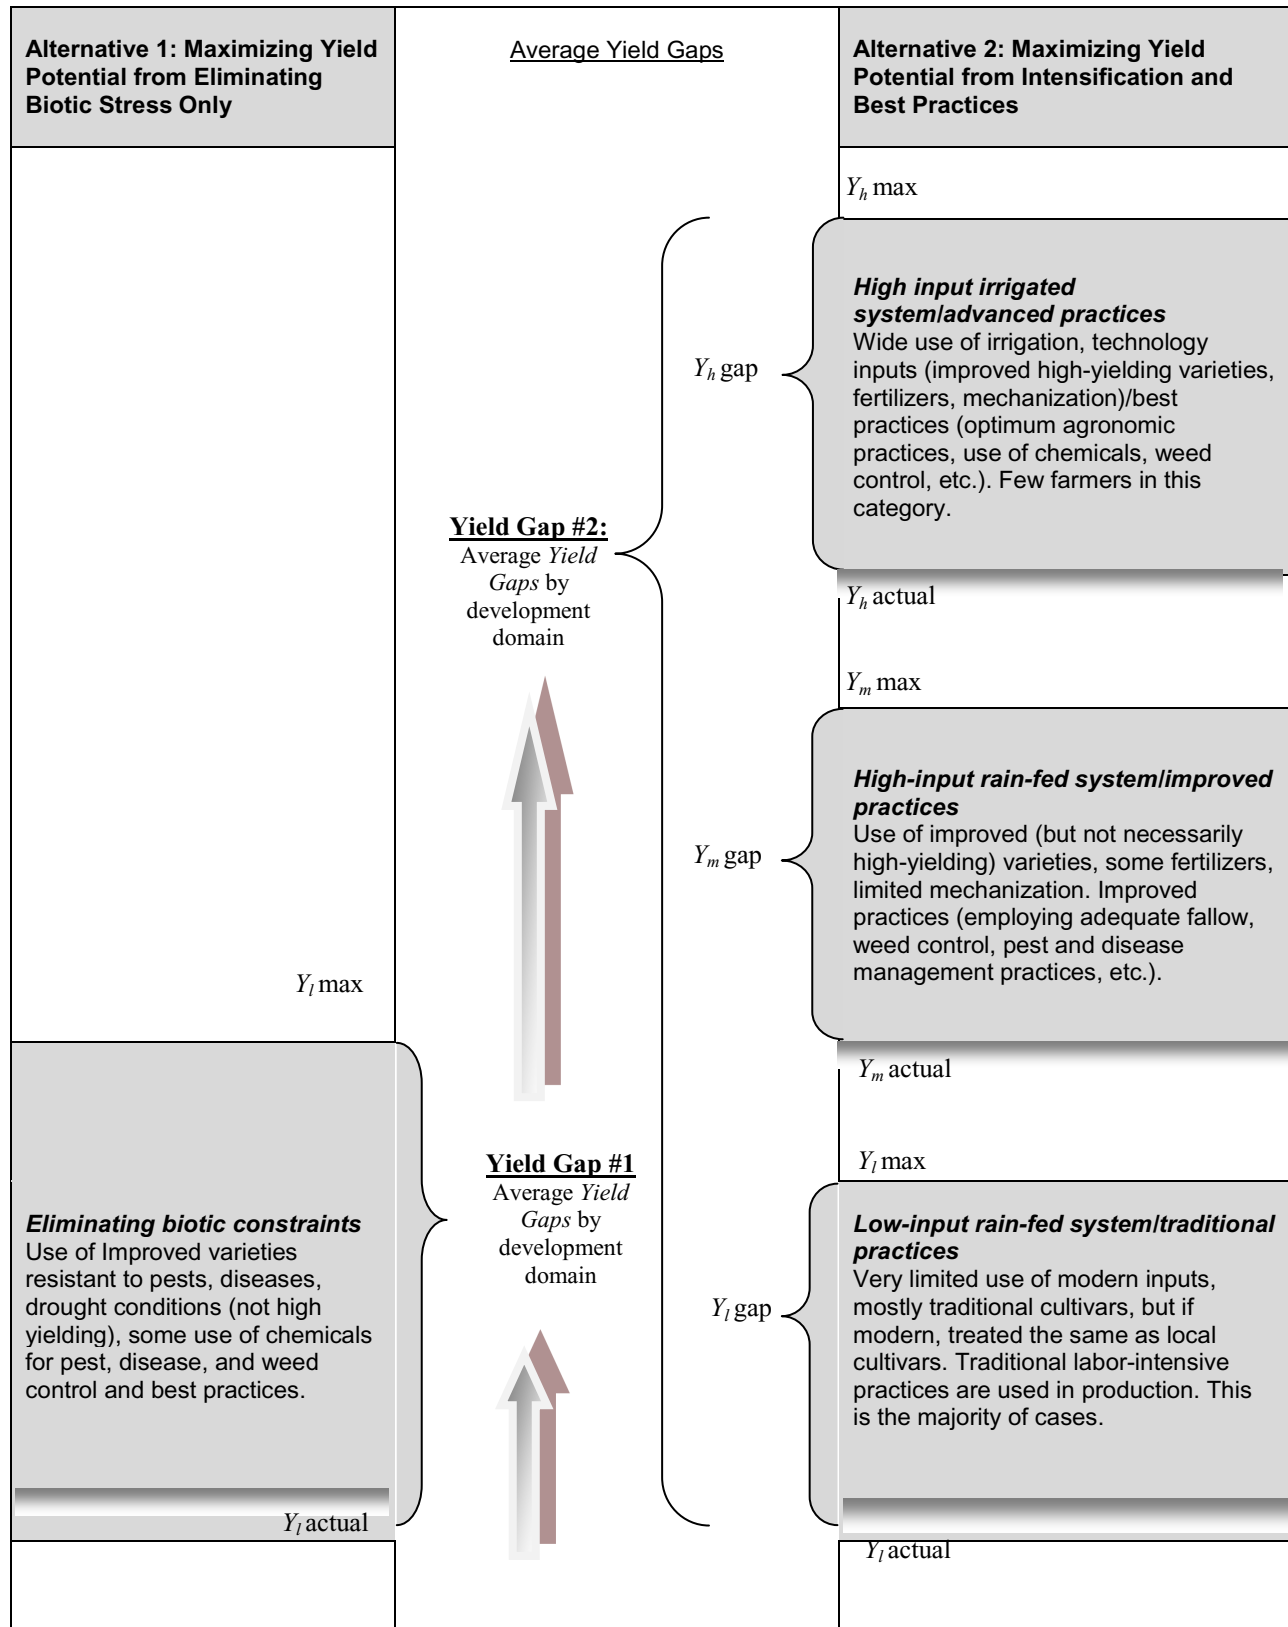 Alternative 1: Maximizing Yield
Potential from Eliminating
Biotic Stress Only
Average Yield Gaps
Alternative 2: Maximizing Yield
Potential from Intensification and
Best Practices
Yh max
High input irrigated
system/advanced practices
Wide use of irrigation, technology
inputs (improved high-yielding varieties,
fertilizers, mechanization)/best
practices (optimum agronomic
practices, use of chemicals, weed
control, etc.). Few farmers in this
category.
Yh gap
Yield Gap #2:
Average Yield
Gaps by
development
domain
Yh actual
Ym max
High-input rain-fed system/improved
practices
Use of improved (but not necessarily
high-yielding) varieties, some fertilizers,
limited mechanization. Improved
practices (employing adequate fallow,
weed control, pest and disease
management practices, etc.).
Ym gap
Yl max
Ym actual
Yield Gap #1
Average Yield
Gaps by
development
domain
Yl max
Eliminating biotic constraints
Use of Improved varieties
resistant to pests, diseases,
drought conditions (not high
yielding), some use of chemicals
for pest, disease, and weed
control and best practices.
Yl gap
Low-input rain-fed system/traditional
practices
Very limited use of modern inputs,
mostly traditional cultivars, but if
modern, treated the same as local
cultivars. Traditional labor-intensive
practices are used in production. This
is the majority of cases.
Yl actual
Yl actual